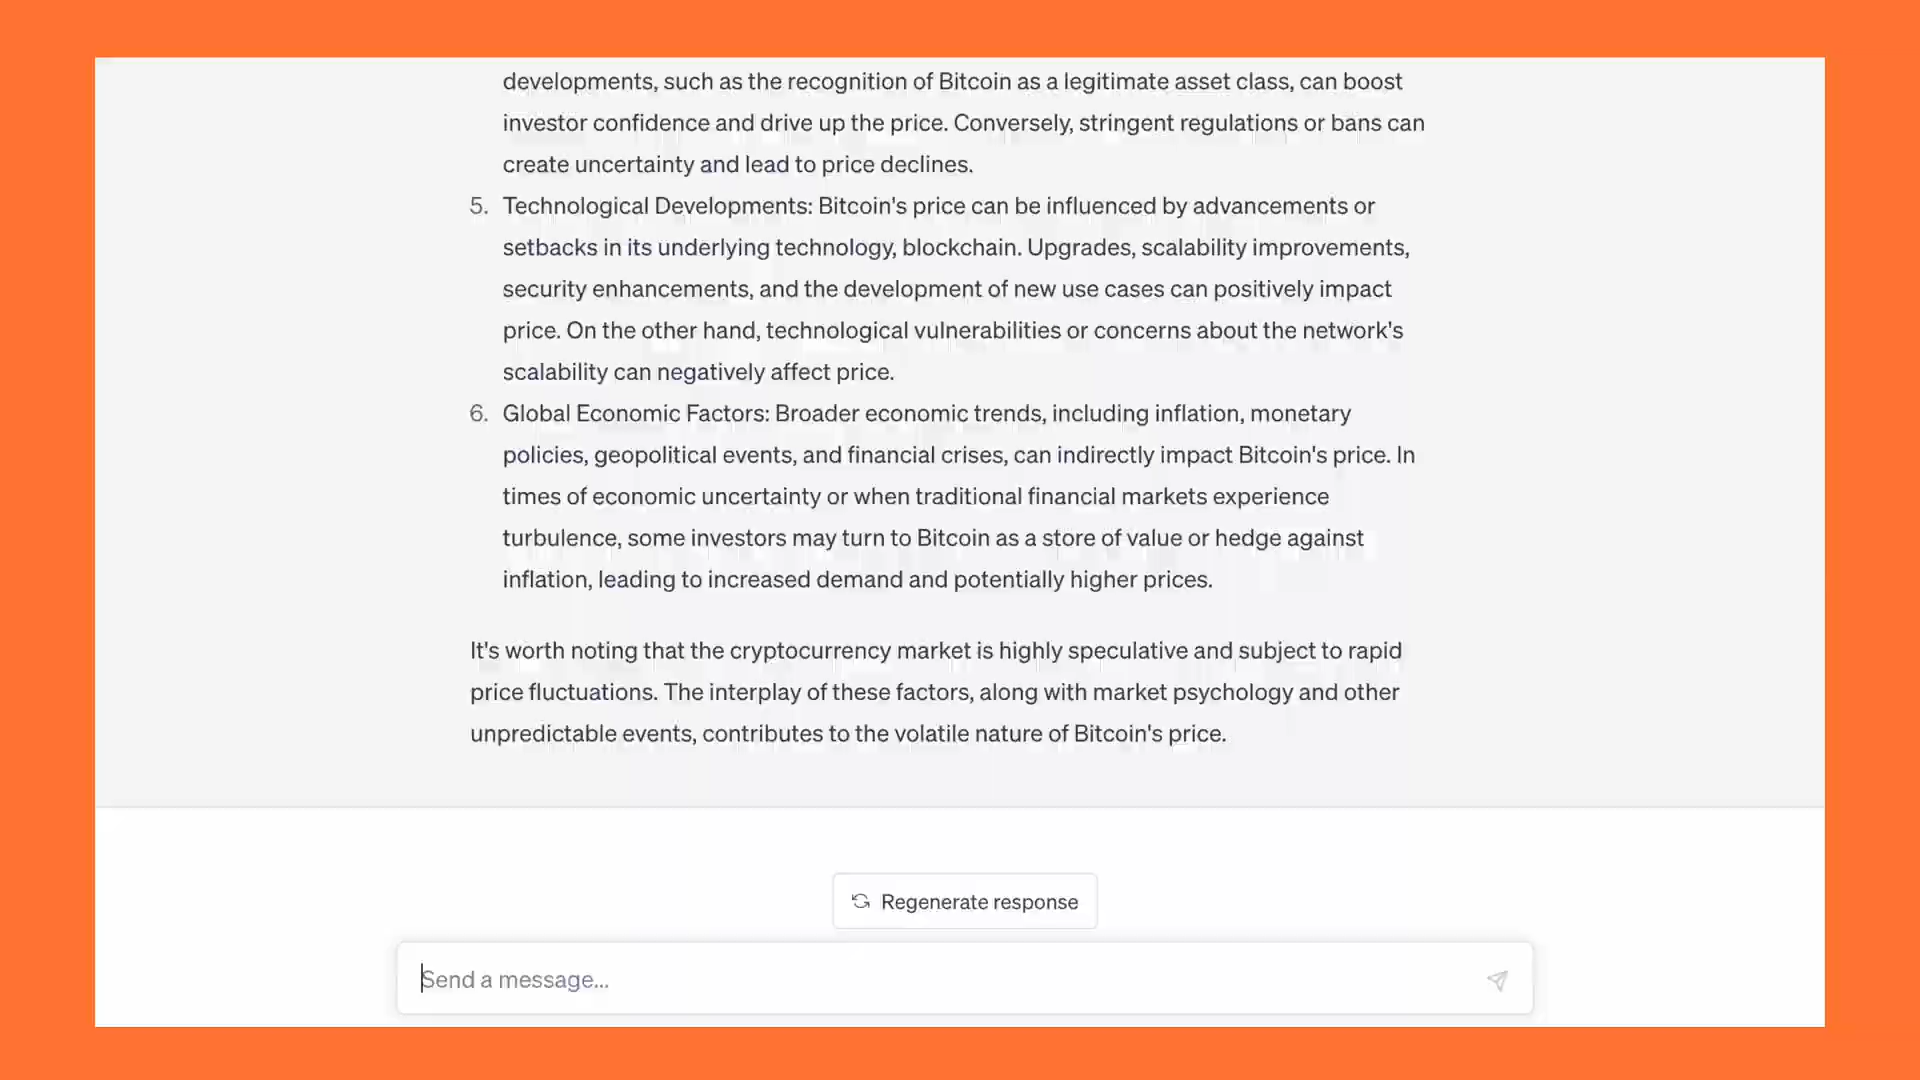 developments, such as the recognition of Bitcoin as a legitimate asset class, can boost
investor confidence and drive up the price. Conversely, stringent regulations or bans can
create uncertainty and lead to price declines.
5. Technological Developments: Bitcoin's price can be influenced by advancements or
setbacks in its underlying technology, blockchain. Upgrades, scalability improvements,
security enhancements, and the development of new use cases can positively impact
price. On the other hand, technological vulnerabilities or concerns about the network's
scalability can negatively affect price.
6. Global Economic Factors: Broader economic trends, including inflation, monetary
policies, geopolitical events, and financial crises, can indirectly impact Bitcoin's price. In
times of economic uncertainty or when traditional financial markets experience
turbulence, some investors may turn to Bitcoin as a store of value or hedge against
inflation, leading to increased demand and potentially higher prices.
It's worth noting that the cryptocurrency market is highly speculative and subject to rapid
price fluctuations. The interplay of these factors, along with market psychology and other
unpredictable events, contributes to the volatile nature of Bitcoin's price.
Regenerate response
Send a message...